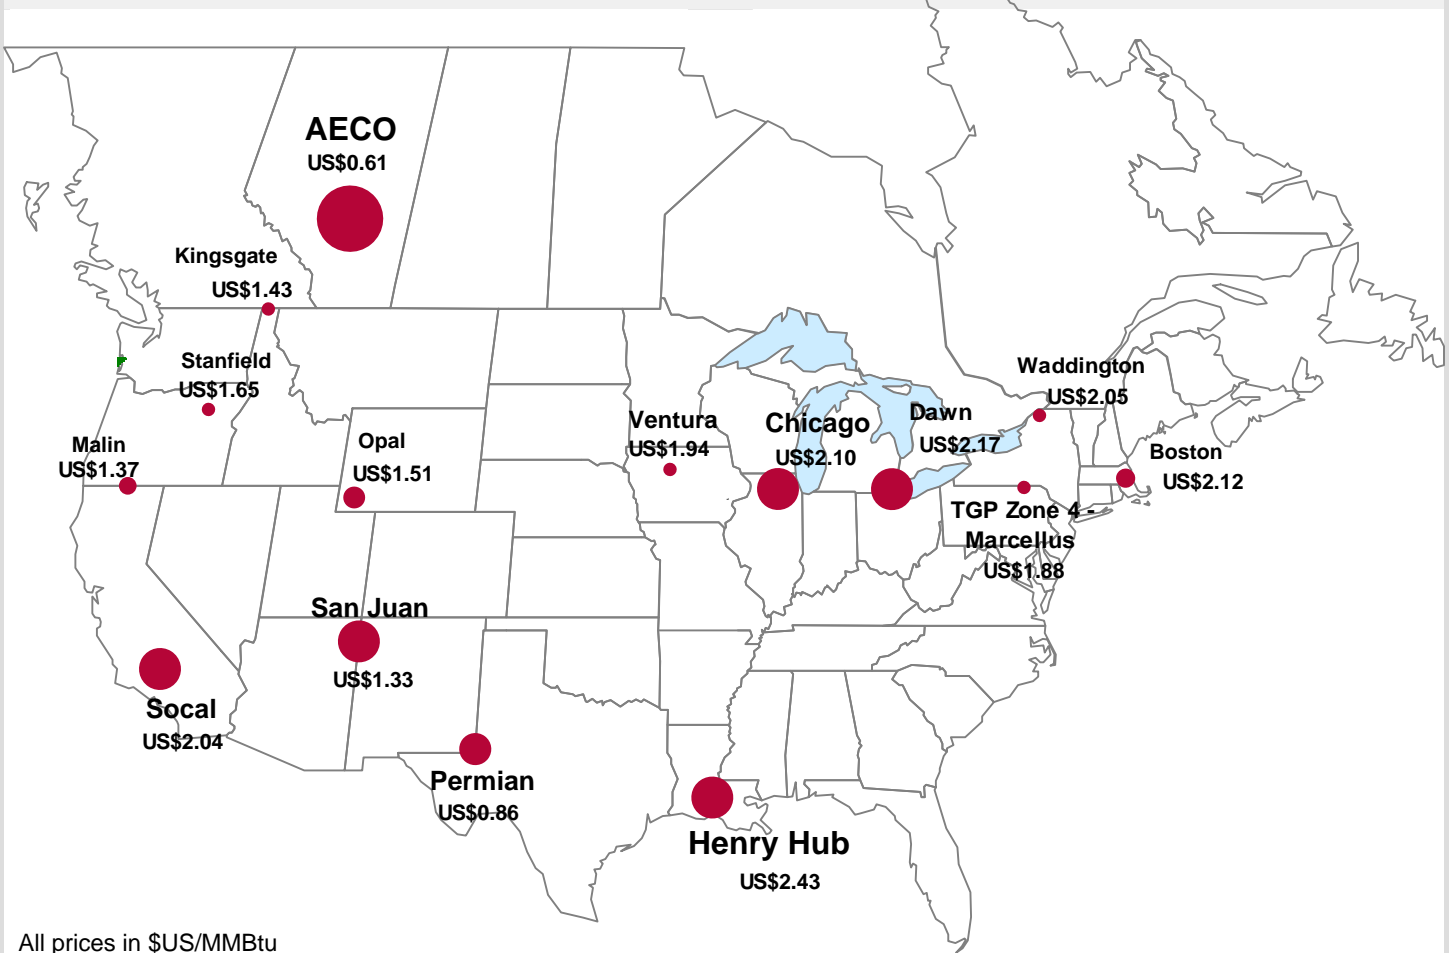 AECO
US$0.61
Kingsgate
US$1.43
Stanfield
US$1.65
Malin
US$1.37
Opal
US$1.51
Ventura
US$1.94
Chicago
US$2.10
Dawn
US$2.17
Waddington
US$2.05
Boston
US$2.12
TGP Zone 4 -
Marcellus
US$1.88
San Juan
US$1.33
Socal
US$2.04
Permian
US$0.86
Henry Hub
US$2.43
All prices in $US/MMBtu